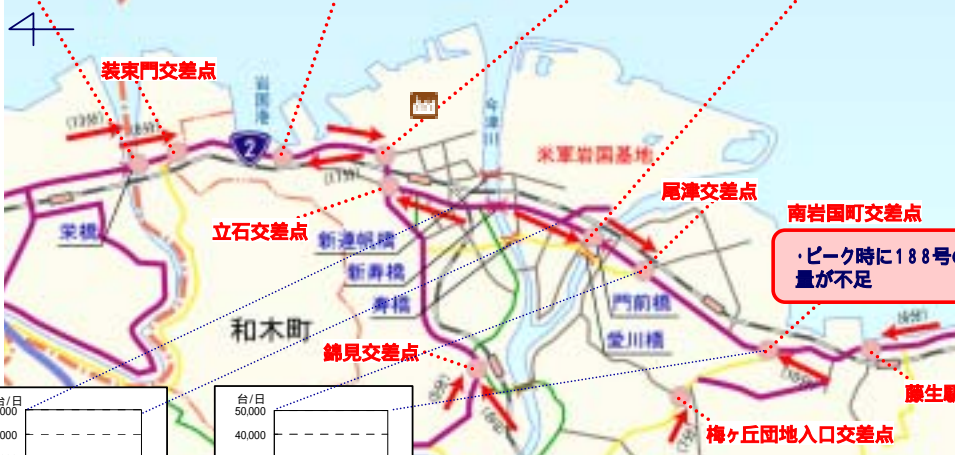 装束門交差点
岩国港
2
今津川
米軍岩国基地
尾津交差点
南岩国町交差点
・ピーク時に188号の
量が不足
栄橋
立石交差点
新連帆橋
新寿橋
寿橋
門前橋
愛川橋
和木町
錦見交差点
藤生駅
梅ヶ丘団地入口交差点
台/日
台/日
50,000
40,000